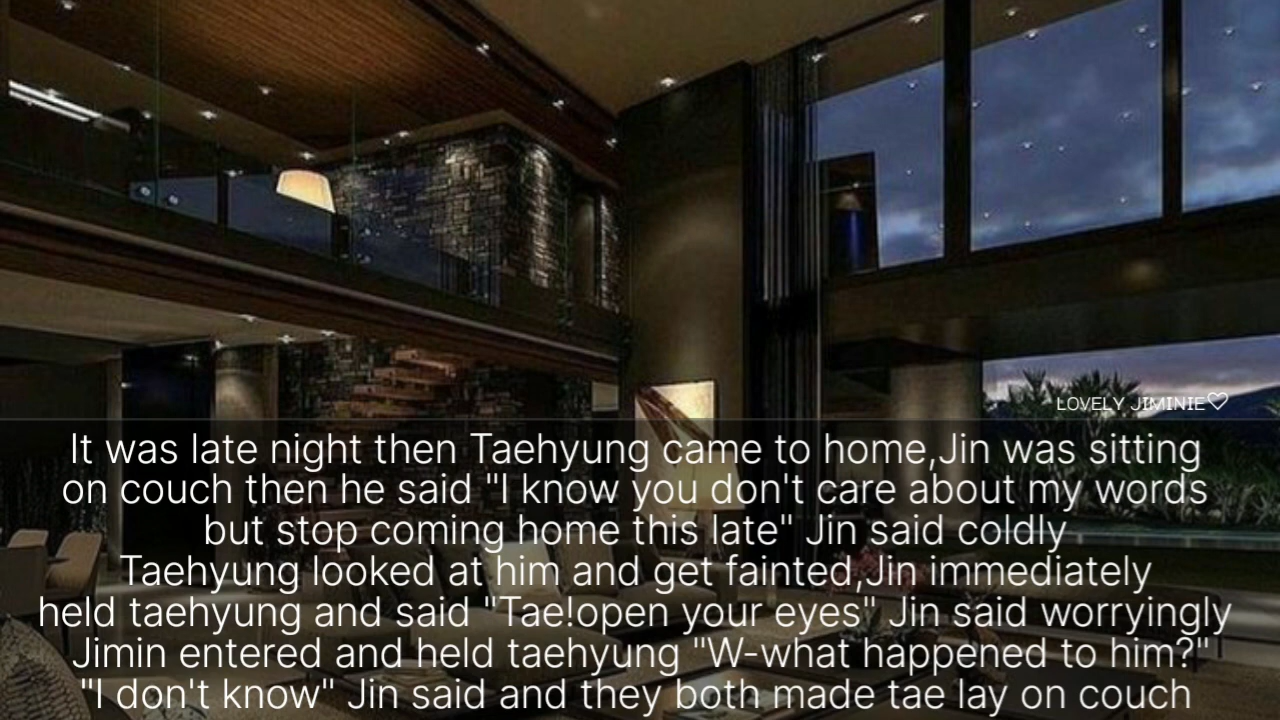 LOVELY JIMINIE♡
It was late night then Taehyung came to home,Jin was sitting
on couch then he said "I know you don't care about my words
but stop coming home this late" Jin said coldly
Taehyung looked at him and get fainted,Jin immediately
held taehyung and said "Tae!open your eyes" Jin said worryingly
Jimin entered and held taehyung "W-what happened to him?"
"I don't know" Jin said and they both made tae lay on couch